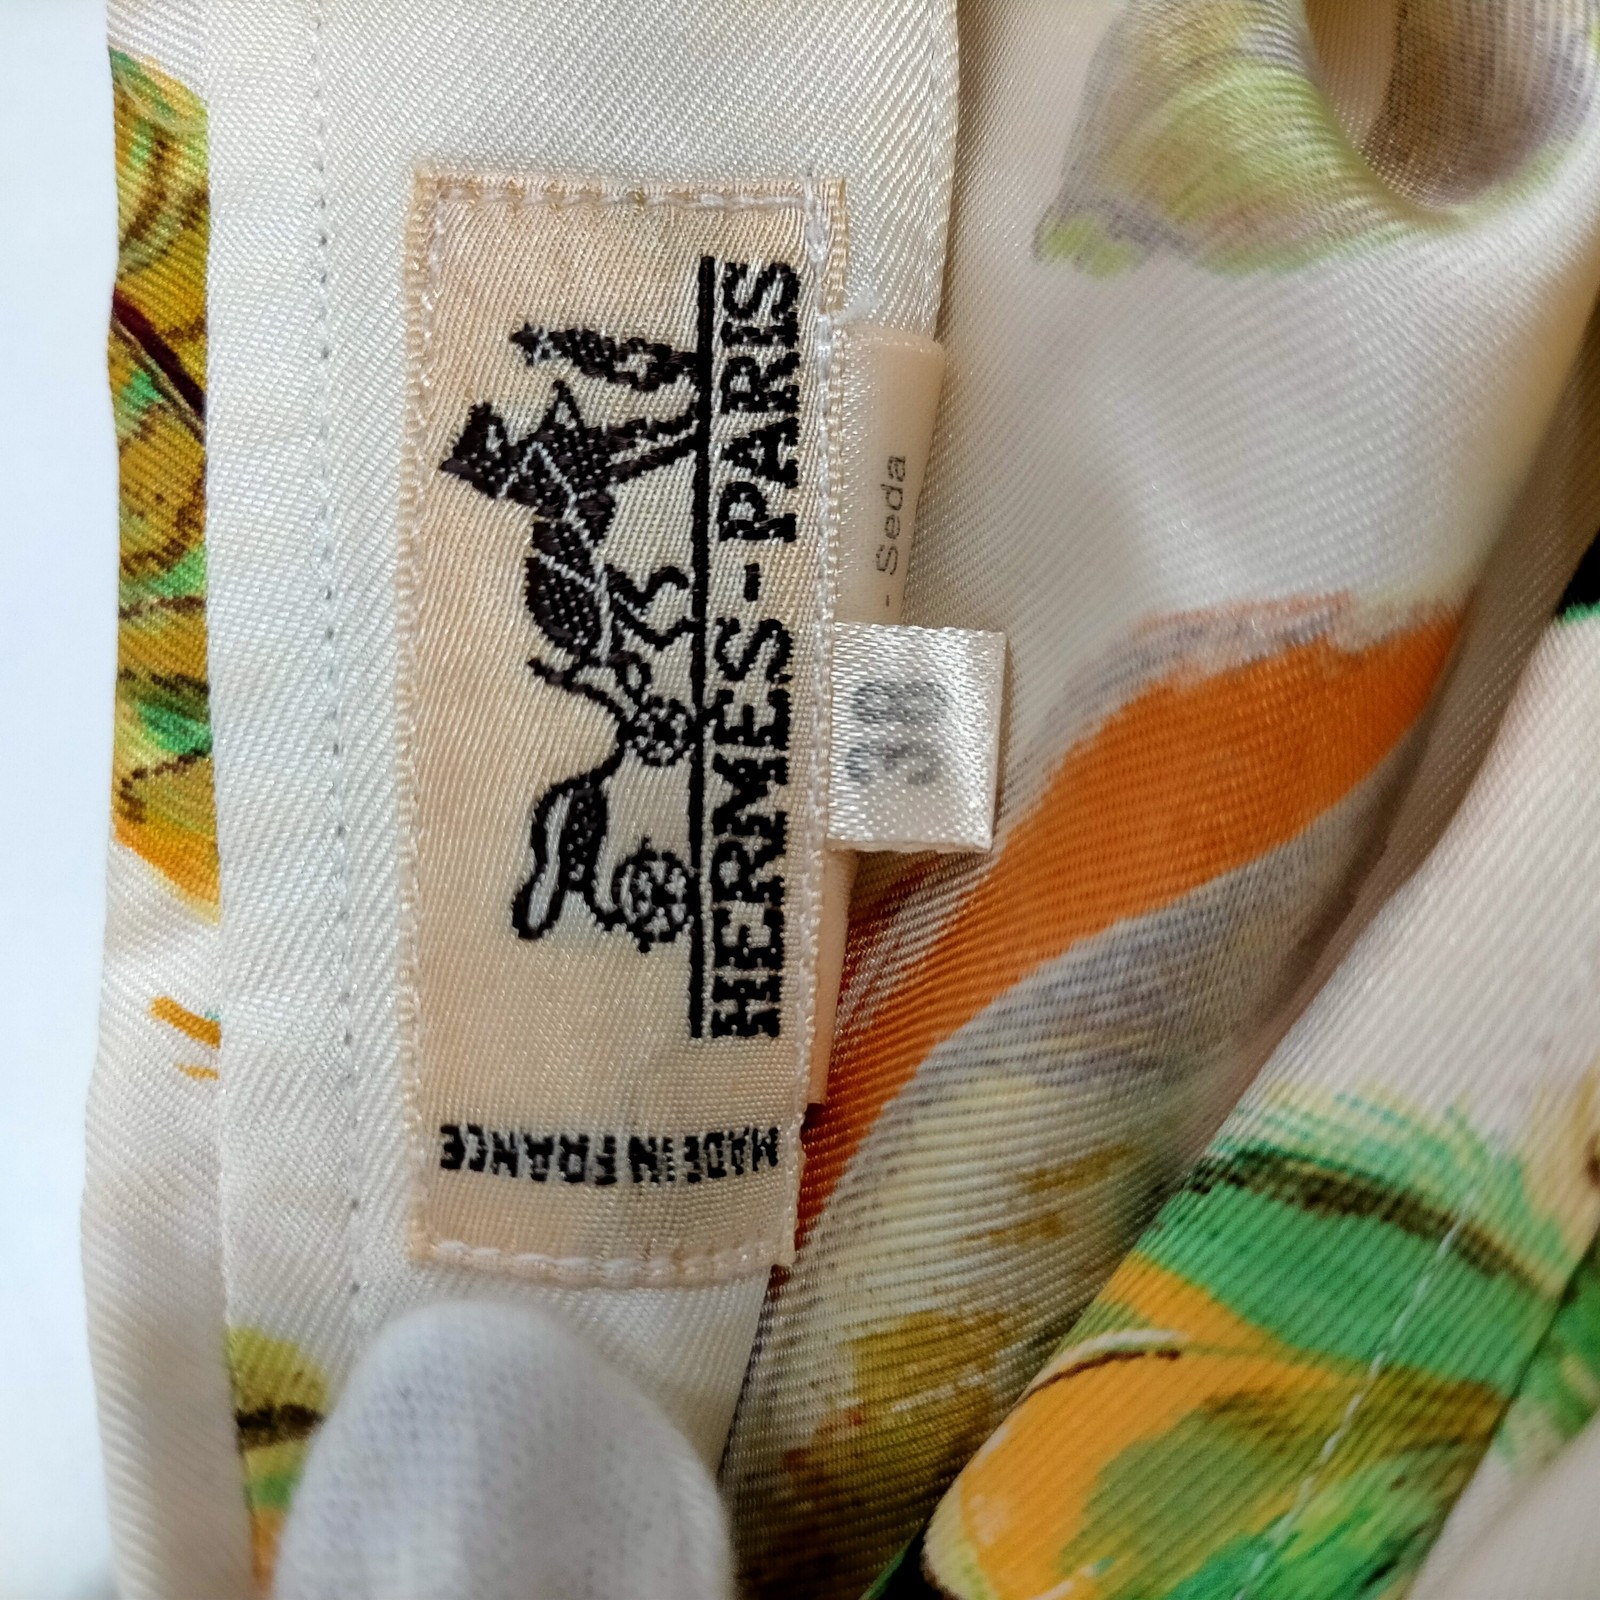 HERMES-PARIS
MADE IN FRANCE
38
- Seda